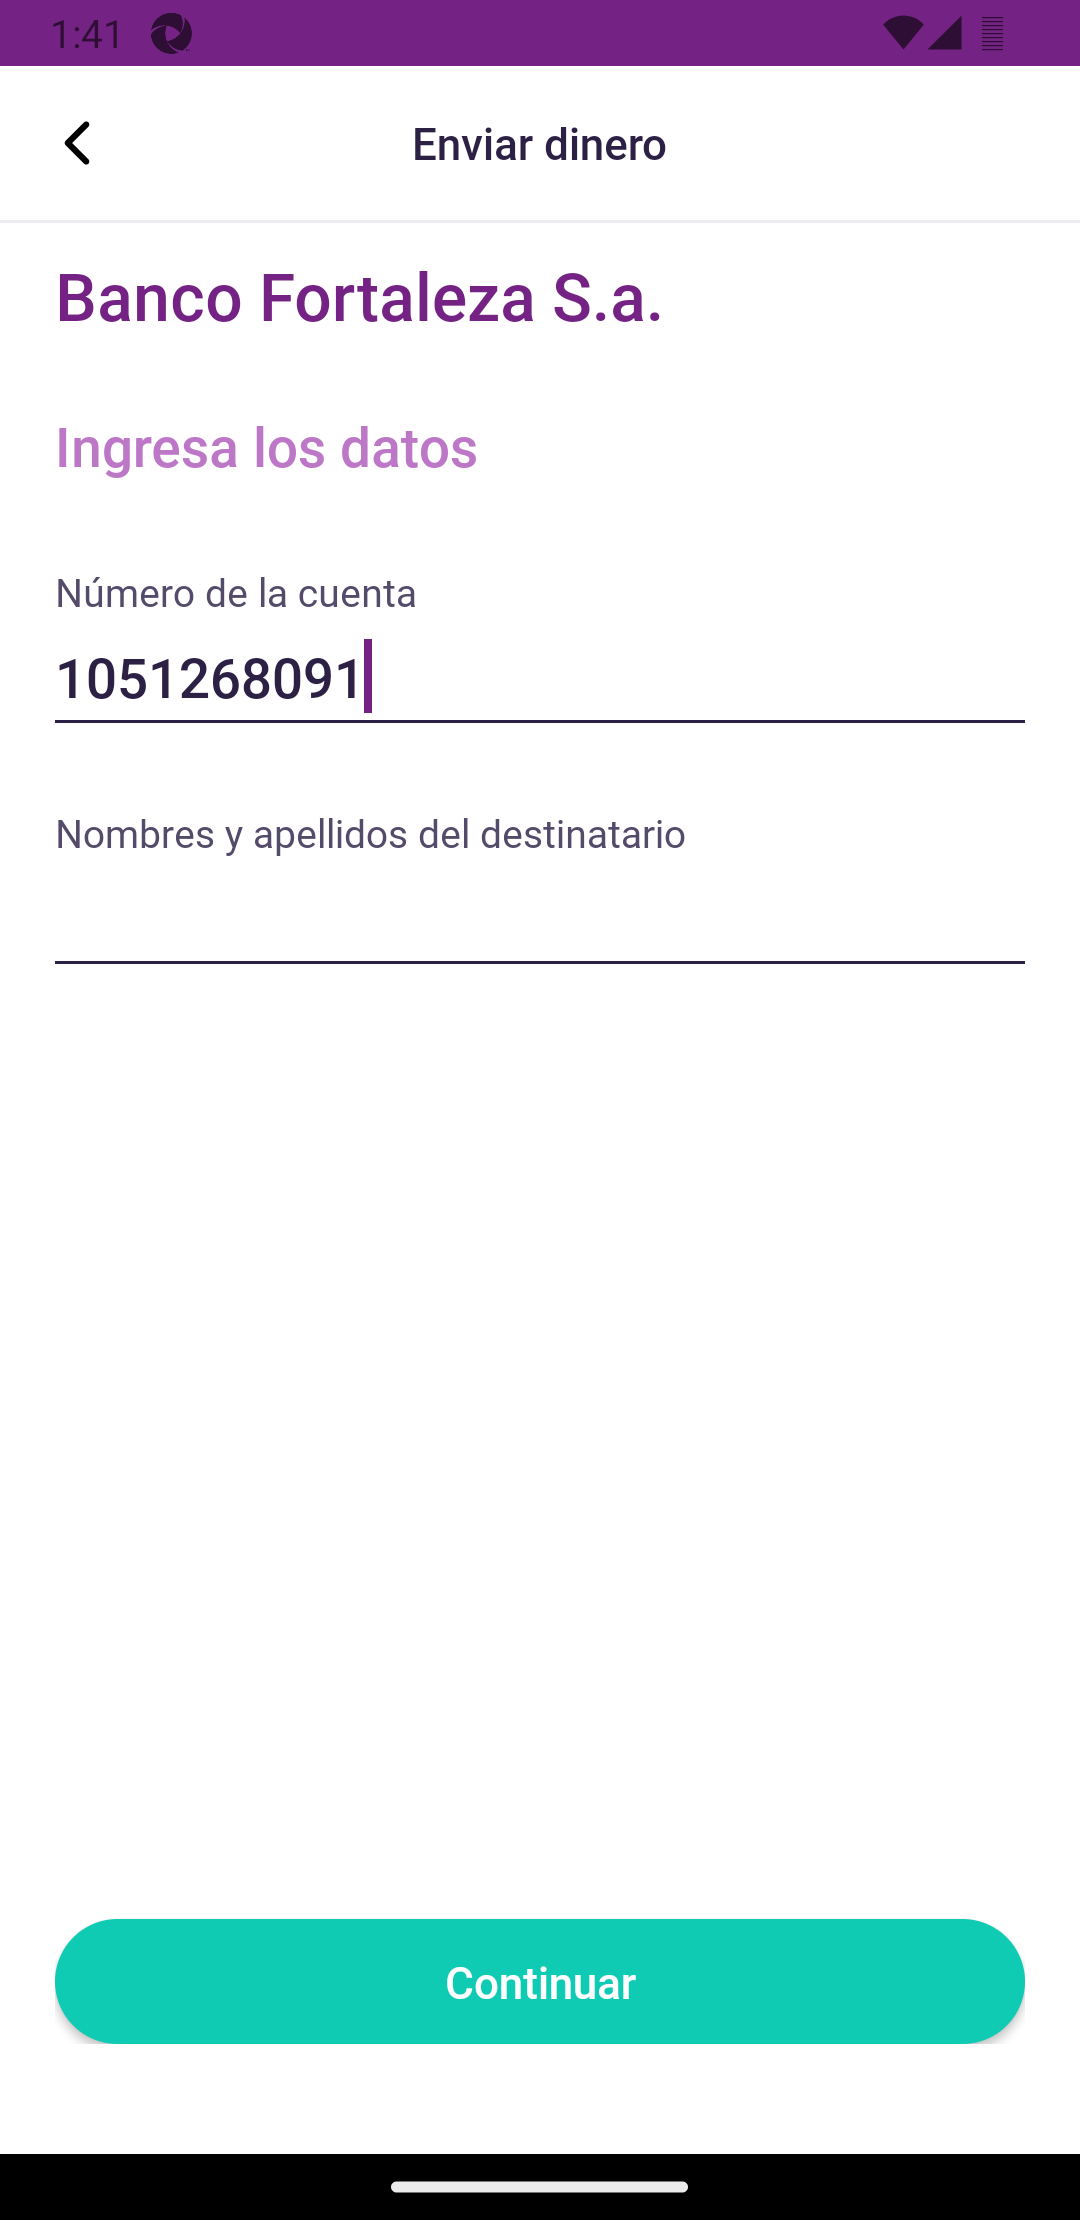 1:41
Enviar dinero
Banco Fortaleza S.a.
Ingresa los datos
Número de la cuenta
1051268091
Nombres y apellidos del destinatario
Continuar